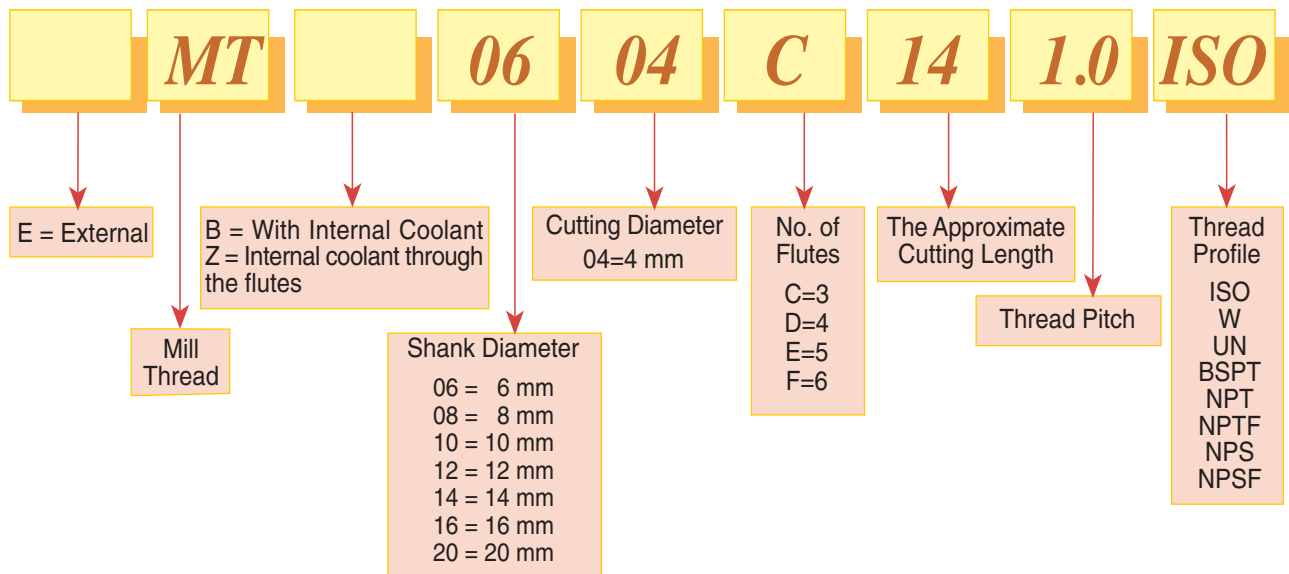 MT 06 04 C 14 1.0 ISO
E = External
B = With Internal Coolant
Z = Internal coolant through
the flutes
Cutting Diameter
04=4 mm
No. of
Flutes
C=3
D=4
E=5
F=6
The Approximate
Cutting Length
Thread
Profile
ISO
W
UN
BSPT
NPT
NPTF
NPS
NPSF
Thread Pitch
Mill
Thread
Shank Diameter
06 = 6 mm
08 = 8 mm
10 = 10 mm
12 = 12 mm
14 = 14 mm
16 = 16 mm
20 = 20 mm